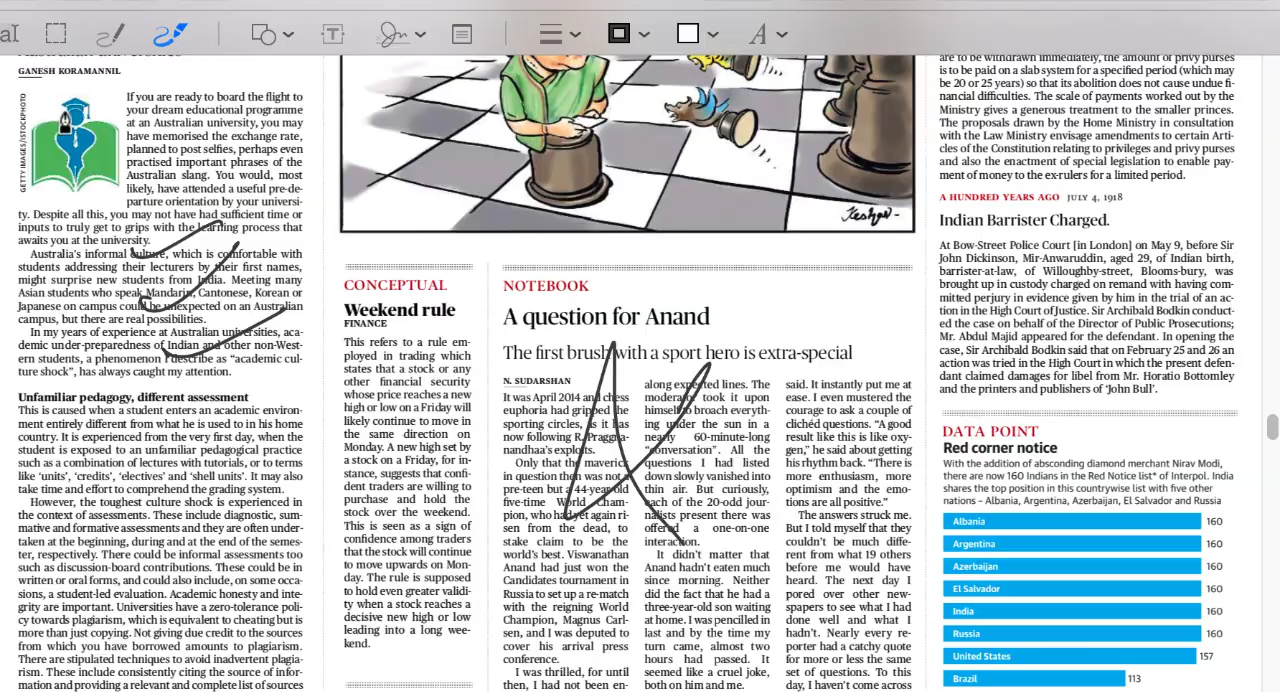 GANESH KORAMANNIL
GETTY IMAGES/ISTOCKPHOTO
If you are ready to board the flight to
your dream educational programme
at an Australian university, you may
have memorised the exchange rate,
planned to post selfies, perhaps even
practised important phrases of the
Australian slang. You would, most
likely, have attended a useful pre-de-
parture orientation by your universi-
ty. Despite all this, you may not have had sufficient time or
inputs to truly get to grips with the learning process that
awaits you at the university.
Australia's informal culture, which is comfortable with
students addressing their lecturers by their first names,
might surprise new students from India. Meeting many
Asian students who speak Mandarin, Cantonese, Korean or
Japanese on campus could be unexpected on an Australian
campus, but there are real possibilities.
In my years of experience at Australian universities, aca-
demic under-preparedness of Indian and other non-West-
ern students, a phenomenon I describe as “academic cul-
ture shock”, has always caught my attention.
Unfamiliar pedagogy, different assessment
This is caused when a student enters an academic environ-
ment entirely different from what he is used to in his home
country. It is experienced from the very first day, when the
student is exposed to an unfamiliar pedagogical practice
such as a combination of lectures with tutorials, or to terms
like ‘units’, ‘credits’, ‘electives’ and ‘shell units’. It may also
take time and effort to comprehend the grading system.
However, the toughest culture shock is experienced in
the context of assessments. These include diagnostic, sum-
mative and formative assessments and they are often under-
taken at the beginning, during and at the end of the semes-
ter, respectively. There could be informal assessments too
such as discussion-board contributions. These could be in
written or oral forms, and could also include, on some occa-
sions, a student-led evaluation. Academic honesty and inte-
grity are important. Universities have a zero-tolerance poli-
cy towards plagiarism, which is equivalent to cheating but is
more than just copying. Not giving due credit to the sources
from which you have borrowed amounts to plagiarism.
There are stipulated techniques to avoid inadvertent plagia-
rism. These include consistently citing the source of infor-
mation and providing a relevant and complete list of sources
Keshav-
CONCEPTUAL
Weekend rule
FINANCE
This refers to a rule em-
ployed in trading which
states that a stock or any
other financial security
whose price reaches a new
high or low on a Friday will
likely continue to move in
the same direction on
Monday. A new high set by
a stock on a Friday, for in-
stance, suggests that confi-
dent traders are willing to
purchase and hold the
stock over the weekend.
This is seen as a sign of
confidence among traders
that the stock will continue
to move upwards on Mon-
day. The rule is supposed
to hold even greater validi-
ty when a stock reaches a
decisive new high or low
leading into a long wee-
kend.
NOTEBOOK
A question for Anand
The first brush with a sport hero is extra-special
N. SUDARSHAN
It was April 2014 and chess
euphoria had gripped the
sporting circles, as it has
now following R. Praggna-
nandhaa's exploits.
Only that the maverick
in question then was not a
pre-teen but a 44-year-old
five-time World Cham-
pion, who had yet again ri-
sen from the dead, to
stake claim to be the
world's best. Viswanathan
Anand had just won the
Candidates tournament in
Russia to set up a re-match
with the reigning World
Champion, Magnus Carl-
sen, and I was deputed to
cover his arrival press
conference.
I was thrilled, for until
then, I had not been en-
along expected lines. The
moderator took it upon
himself to broach everyth-
ing under the sun in a
nearly 60-minute-long
“conversation”. All the
questions I had listed
down slowly vanished into
thin air. But curiously,
each of the 20-odd jour-
nalists present there was
offered a one-on-one
interaction.
It didn't matter that
Anand hadn't eaten much
since morning. Neither
did the fact that he had a
three-year-old son waiting
at home. I was pencilled in
last and by the time my
turn came, almost two
hours had passed. It
seemed like a cruel joke,
both on him and me.
said. It instantly put me at
ease. I even mustered the
courage to ask a couple of
clichéd questions. “A good
result like this is like oxy-
gen,” he said about getting
his rhythm back. “There is
more enthusiasm, more
optimism and the emo-
tions are all positive.”
The answers struck me.
But I told myself that they
couldn't be much diffe-
rent from what 19 others
before me would have
heard. The next day I
pored over other new-
spapers to see what I had
done well and what I
hadn't. Nearly every re-
porter had a catchy quote
for more or less the same
set of questions. To this
day, I haven't come across
are to be withdrawn immediately, the amount of privy purses
is to be paid on a slab system for a specified period (which may
be 20 or 25 years) so that its abolition does not cause undue fi-
nancial difficulties. The scale of payments worked out by the
Ministry gives a generous treatment to the smaller princes.
The proposals drawn by the Home Ministry in consultation
with the Law Ministry envisage amendments to certain Arti-
cles of the Constitution relating to privileges and privy purses
and also the enactment of special legislation to enable pay-
ment of money to the ex-rulers for a limited period.
A HUNDRED YEARS AGO JULY 4, 1918
Indian Barrister Charged.
At Bow-Street Police Court [in London] on May 9, before Sir
John Dickinson, Mir-Anwaruddin, aged 29, of Indian birth,
barrister-at-law, of Willoughby-street, Blooms-bury, was
brought up in custody charged on remand with having com-
mitted perjury in evidence given by him in the trial of an ac-
tion in the High Court of Justice. Sir Archibald Bodkin conduct-
ed the case on behalf of the Director of Public Prosecutions;
Mr. Abdul Majid appeared for the defendant. In opening the
case, Sir Archibald Bodkin said that on February 25 and 26 an
action was tried in the High Court in which the present defen-
dant claimed damages for libel from Mr. Horatio Bottomley
and the printers and publishers of ‘John Bull’.
DATA POINT
Red corner notice
With the addition of absconding diamond merchant Nirav Modi,
there are now 160 Indians in the Red Notice list* of Interpol. India
shares the top position in this countrywise list with five other
nations – Albania, Argentina, Azerbaijan, El Salvador and Russia
Albania 160
Argentina 160
Azerbaijan 160
El Salvador 160
India 160
Russia 160
United States 157
Brazil 113